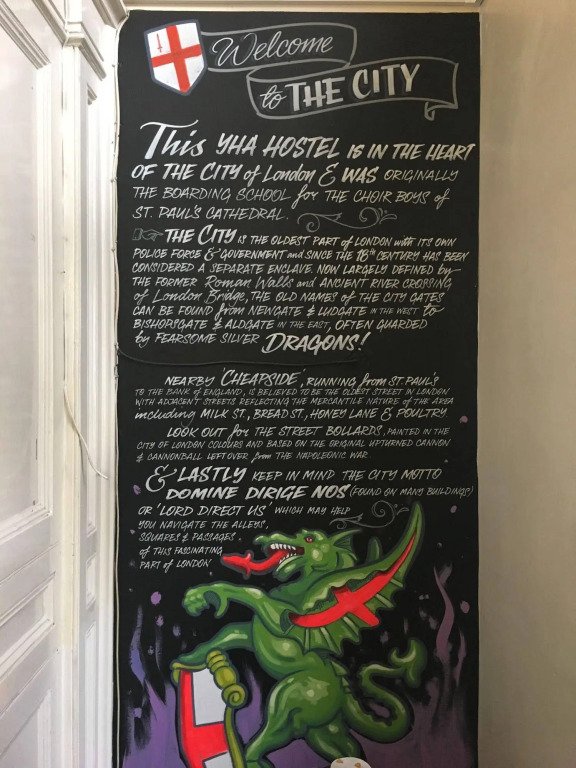 Welcome
to THE CITY
This YHA HOSTEL IS IN THE HEART
OF THE CITY of London & WAS ORIGINALLY
THE BOARDING SCHOOL for THE CHOIR BOYS of
ST. PAUL'S CATHEDRAL.
THE CITY IS THE OLDEST PART of LONDON with ITS OWN
POLICE FORCE & GOVERNMENT and SINCE THE 18th CENTURY HAS BEEN
CONSIDERED A SEPARATE ENCLAVE. NOW LARGELY DEFINED by
THE FORMER Roman Walls and ANCIENT RIVER CROSSING
of London Bridge, THE OLD NAMES OF THE CITY GATES
CAN BE FOUND from NEWGATE & LUDGATE IN THE WEST to
BISHOPSGATE & ALDGATE IN THE EAST, OFTEN GUARDED
by FEARSOME SILVER DRAGONS!
NEARBY 'CHEAPSIDE', RUNNING from ST. PAUL'S
TO THE BANK of ENGLAND, IS BELIEVED TO BE THE OLDEST STREET IN LONDON
WITH ADJACENT STREETS REFLECTING THE MERCANTILE NATURE of THE AREA
including MILK ST., BREAD ST., HONEY LANE & POULTRY
LOOK OUT for THE STREET BOLLARDS, PAINTED IN THE
CITY OF LONDON COLOURS AND BASED ON THE ORIGINAL UPTURNED CANNON
& CANNONBALL LEFTOVER from THE NAPOLEONIC WAR
& LASTLY KEEP IN MIND THE CITY MOTTO
DOMINE DIRIGE NOS (FOUND ON MANY BUILDINGS)
OR 'LORD DIRECT US' WHICH MAY HELP
YOU NAVIGATE THE ALLEYS,
SQUARES & PASSAGES
of THIS FASCINATING
PART of LONDON